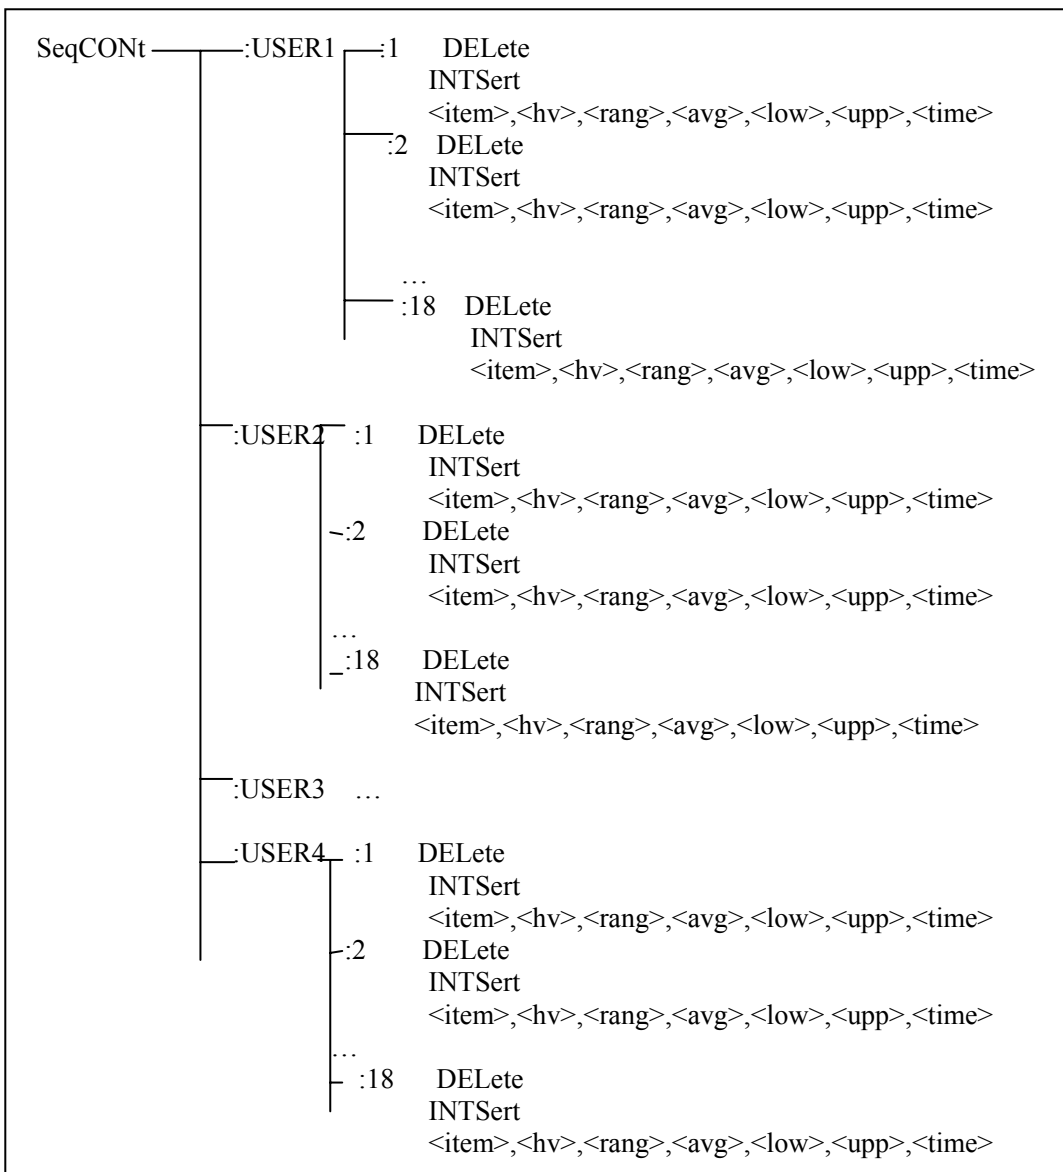 SeqCONt :USER1 :1 DELete
INTSert
<item>,<hv>,<rang>,<avg>,<low>,<upp>,<time>
:2 DELete
INTSert
<item>,<hv>,<rang>,<avg>,<low>,<upp>,<time>
…
:18 DELete
INTSert
<item>,<hv>,<rang>,<avg>,<low>,<upp>,<time>
:USER2 :1 DELete
INTSert
<item>,<hv>,<rang>,<avg>,<low>,<upp>,<time>
:2 DELete
INTSert
<item>,<hv>,<rang>,<avg>,<low>,<upp>,<time>
…
:18 DELete
INTSert
<item>,<hv>,<rang>,<avg>,<low>,<upp>,<time>
:USER3 …
:USER4 :1 DELete
INTSert
<item>,<hv>,<rang>,<avg>,<low>,<upp>,<time>
:2 DELete
INTSert
<item>,<hv>,<rang>,<avg>,<low>,<upp>,<time>
…
:18 DELete
INTSert
<item>,<hv>,<rang>,<avg>,<low>,<upp>,<time>